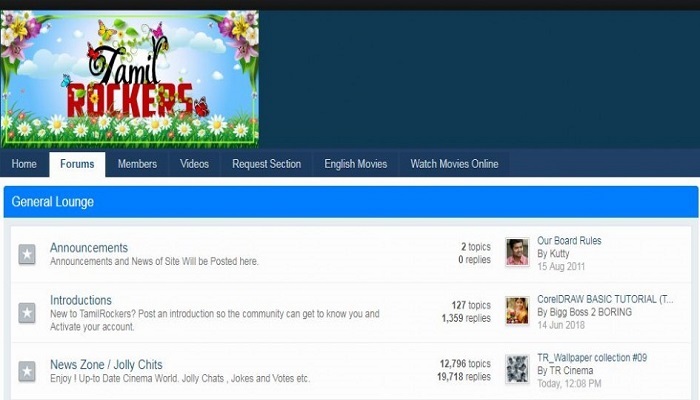 Tamil
ROCKERS
Home Forums Members Videos Request Section English Movies Watch Movies Online
General Lounge
Announcements
Announcements and News of Site Will be Posted here.
2 topics
0 replies
Our Board Rules
By Kutty
15 Aug 2011
Introductions
New to TamilRockers? Post an introduction so the community can get to know you and
Activate your account.
127 topics
1,359 replies
CorelDRAW BASIC TUTORIAL (T...
By Bigg Boss 2 BORING
14 Jun 2018
News Zone / Jolly Chits
Enjoy ! Up-to Date Cinema World. Jolly Chats , Jokes and Votes etc.
12,796 topics
19,718 replies
TR_Wallpaper collection #09
By TR Cinema
Today, 12:08 PM